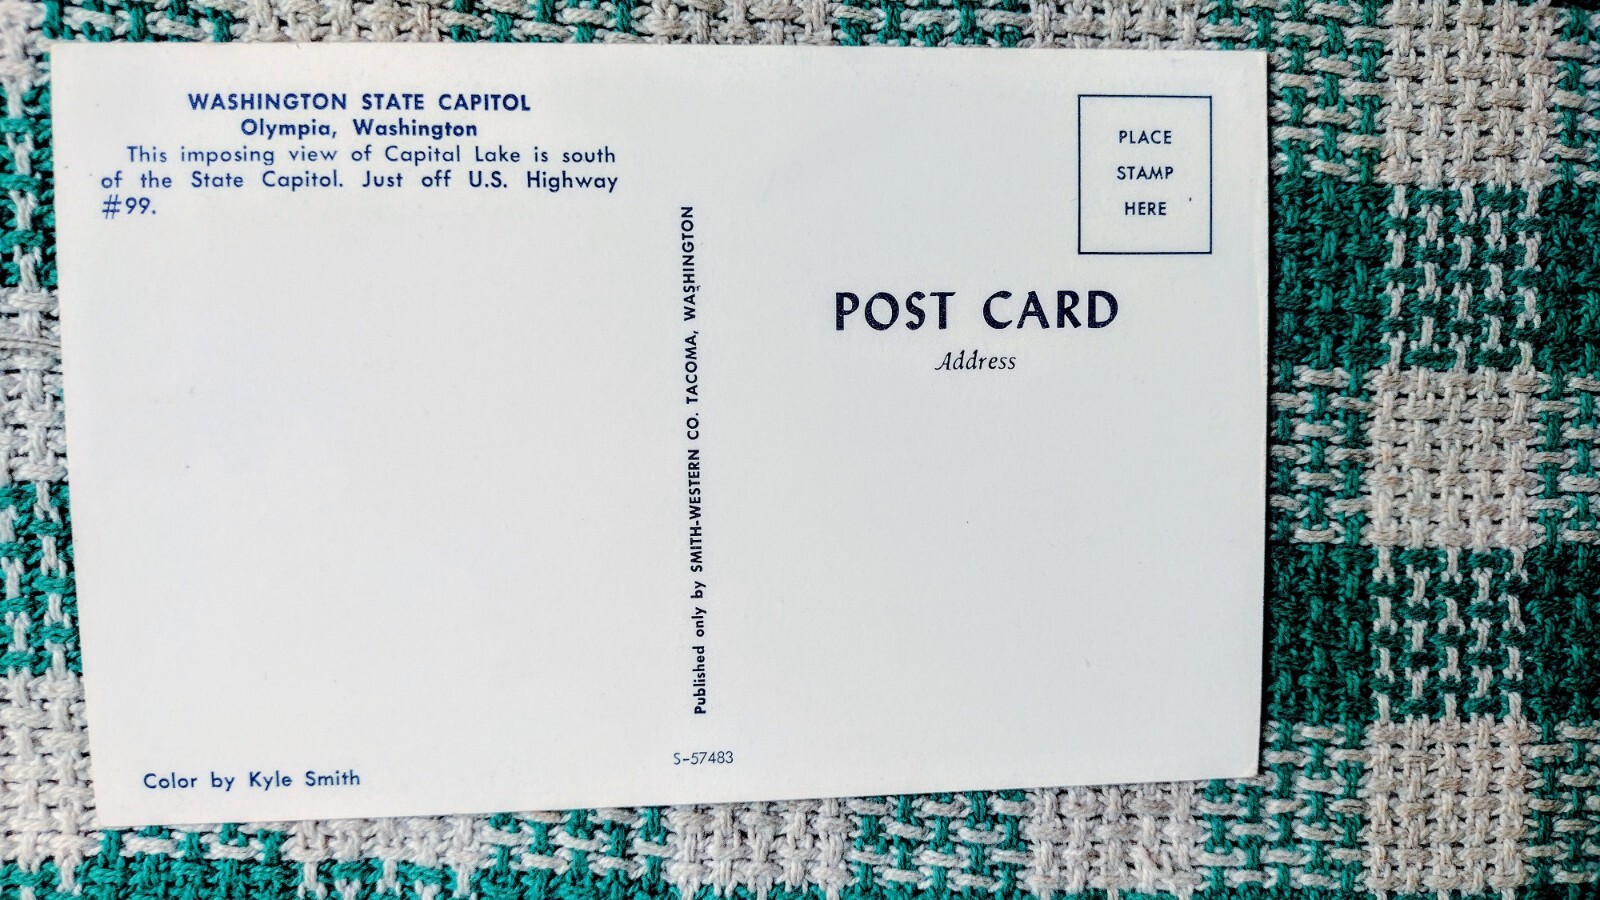 WASHINGTON STATE CAPITOL
Olympia, Washington
This imposing view of Capital Lake is south
of the State Capitol. Just off U.S. Highway
#99.
Color by Kyle Smith
Published only by SMITH-WESTERN CO. TACOMA, WASHINGTON
S-57483
PLACE
STAMP
HERE
POST CARD
Address